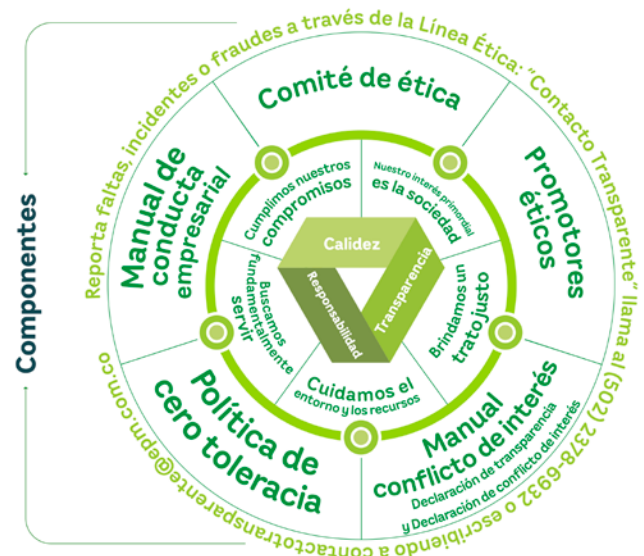 Componentes
Reporta faltas, incidentes o fraudes a través de la Línea Ética: "Contacto Transparente" llama al (502) 2378-6932 o escribiendo a contactotransparente@epm.com.co
Comité de ética
Promotores
éticos
Manual
conflicto de interés
Declaración de transparencia
y Declaración de conflicto de interés
Política de
cero toleracia
Manual de
conducta
empresarial
Cumplimos nuestros
compromisos
Nuestro interés primordial
es la sociedad
Brindamos un
trato justo
Cuidamos el
entorno y los recursos
Buscamos
fundamentalmente
servir
Calidez
Transparencia
Responsabilidad